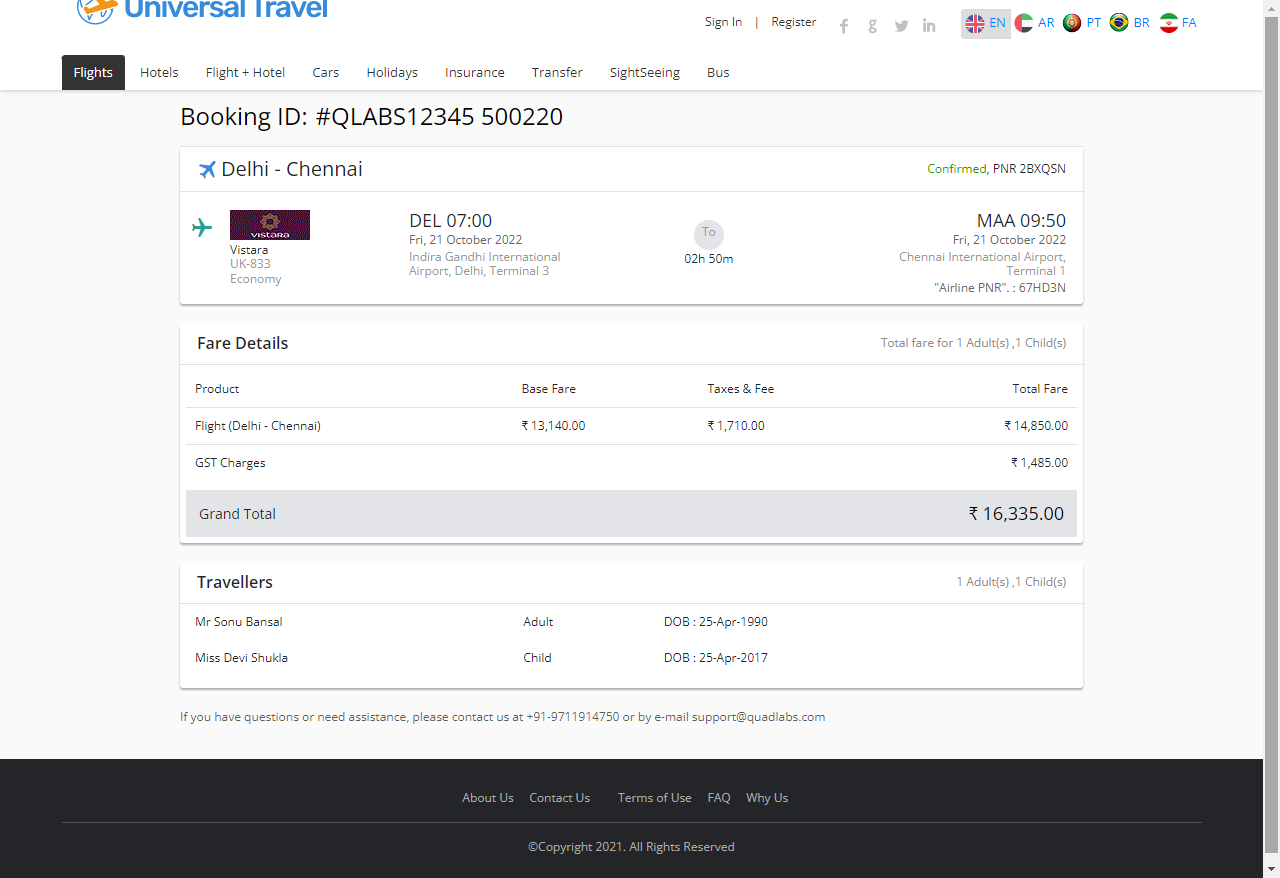 Universal Travel
Sign In | Register
EN AR PT BR FA
Flights Hotels Flight + Hotel Cars Holidays Insurance Transfer SightSeeing Bus
Booking ID: #QLABS12345 500220
Delhi - Chennai
Confirmed, PNR 2BXQSN
VISTARA
Vistara
UK-833
Economy
DEL 07:00
Fri, 21 October 2022
Indira Gandhi International
Airport, Delhi, Terminal 3
To
02h 50m
MAA 09:50
Fri, 21 October 2022
Chennai International Airport,
Terminal 1
"Airline PNR". : 67HD3N
Fare Details
Total fare for 1 Adult(s) ,1 Child(s)
Product Base Fare Taxes & Fee Total Fare
Flight (Delhi - Chennai) ₹ 13,140.00 ₹ 1,710.00 ₹ 14,850.00
GST Charges ₹ 1,485.00
Grand Total ₹ 16,335.00
Travellers
1 Adult(s) ,1 Child(s)
Mr Sonu Bansal Adult DOB : 25-Apr-1990
Miss Devi Shukla Child DOB : 25-Apr-2017
If you have questions or need assistance, please contact us at +91-9711914750 or by e-mail support@quadlabs.com
About Us Contact Us Terms of Use FAQ Why Us
©Copyright 2021. All Rights Reserved